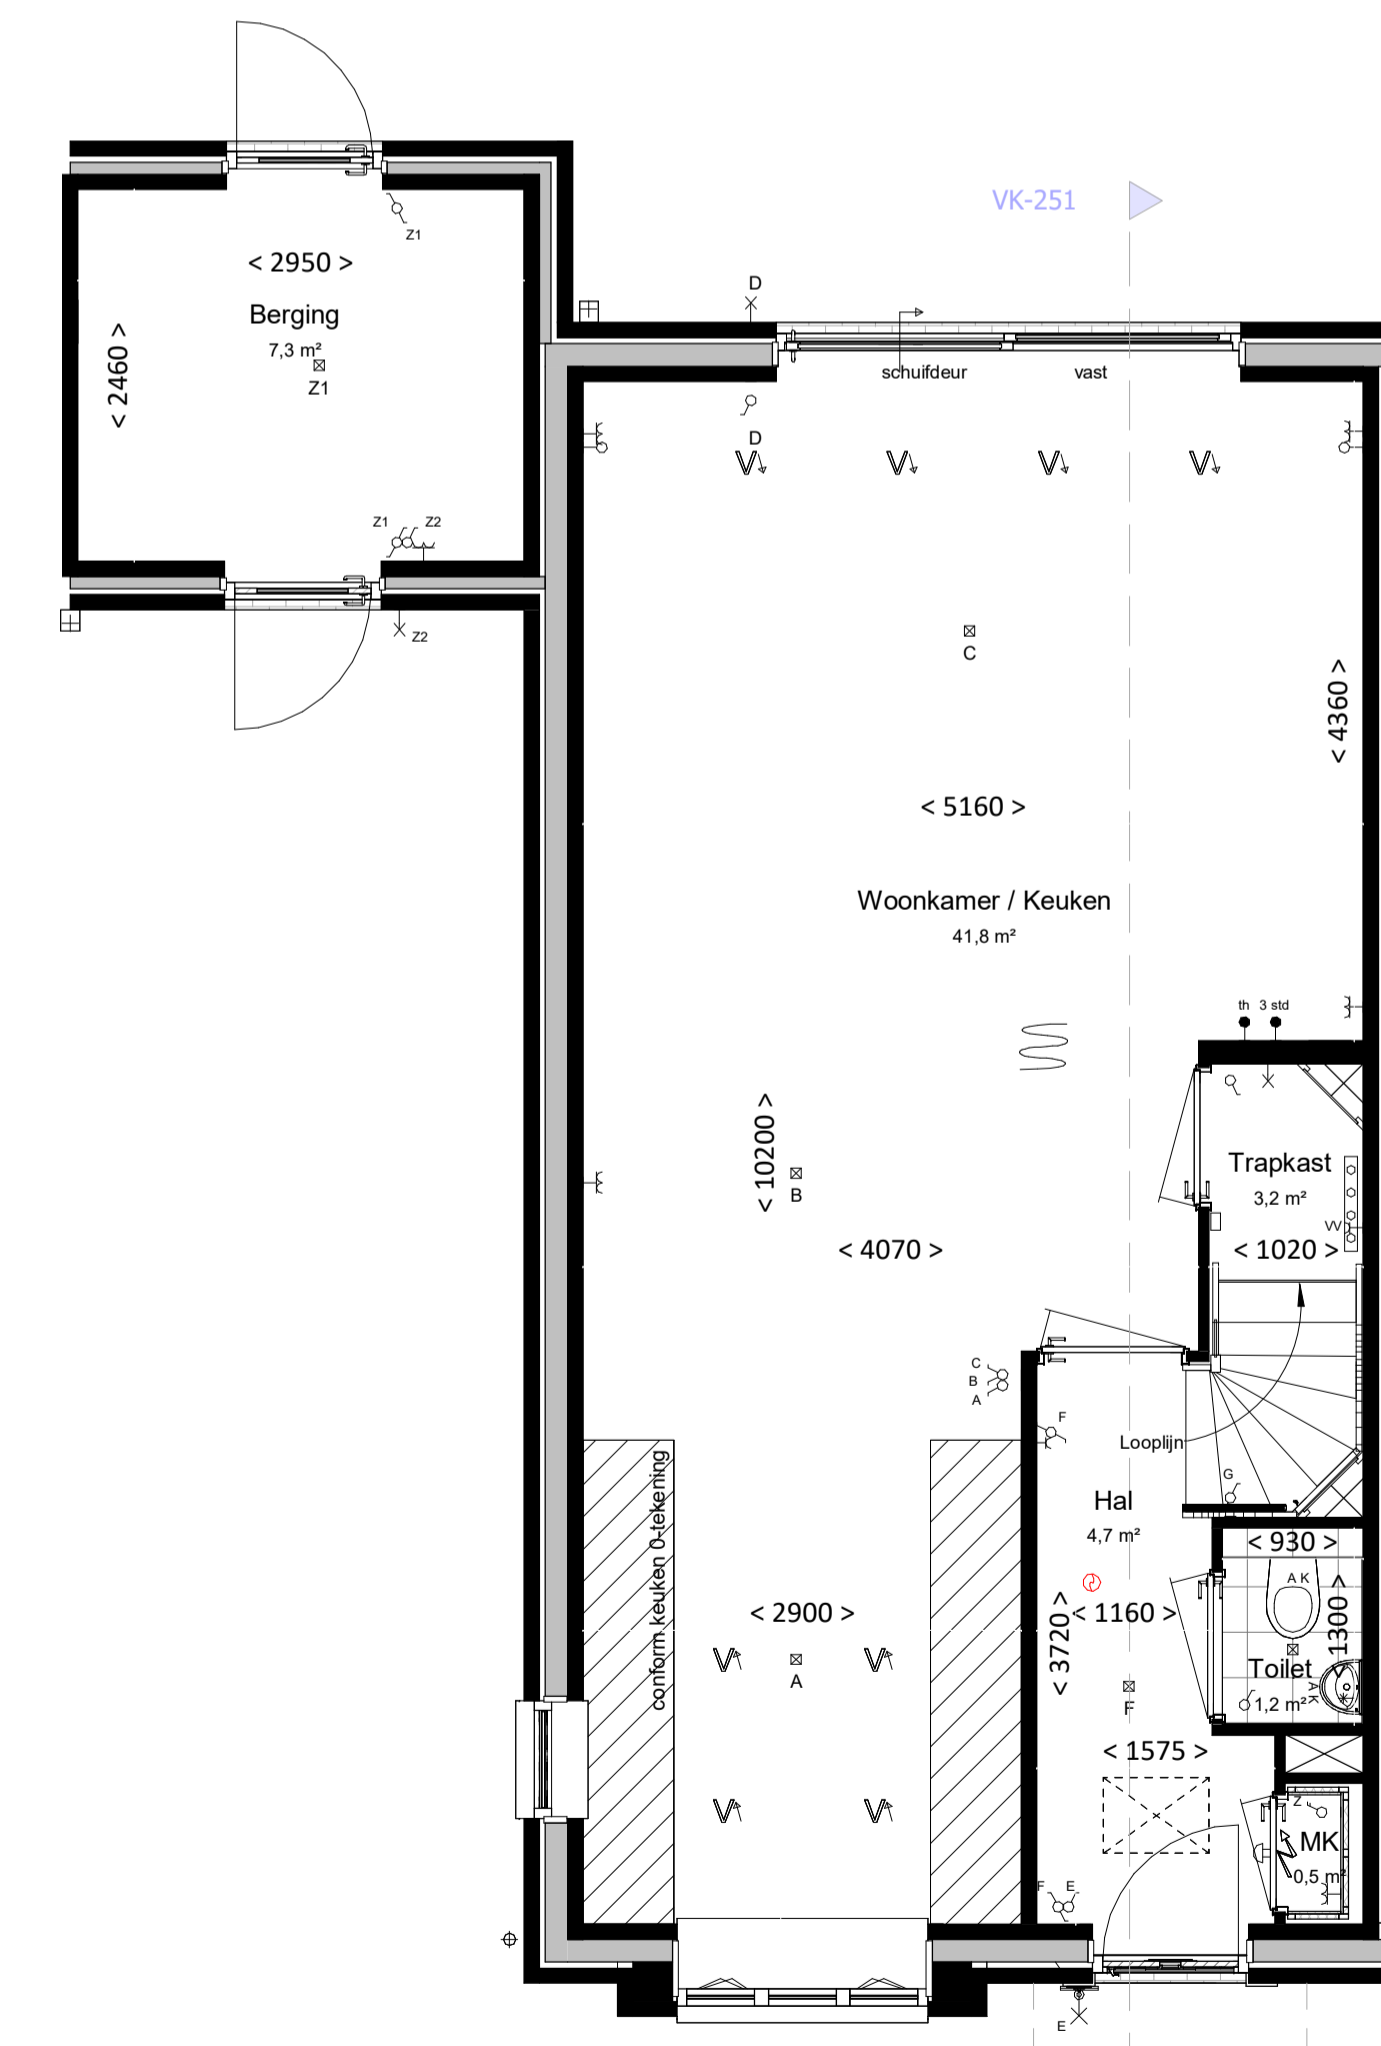 VK-251
Z1
< 2950 >
Berging
7,3 m²
Z1
< 2460 >
Z1
Z2
Z2
D
schuifdeur
vast
D
C
< 4360 >
< 5160 >
Woonkamer / Keuken
41,8 m²
th
3 std
Trapkast
3,2 m²
< 1020 >
< 10200 >
B
< 4070 >
C
B
A
F
Looplijn
G
Hal
4,7 m²
< 930 >
A K
< 1300 >
Toilet
1,2 m²
A K
conform keuken 0-tekening
< 2900 >
A
< 3720 >
< 1160 >
F
< 1575 >
Z
MK
0,5 m²
F
E
E